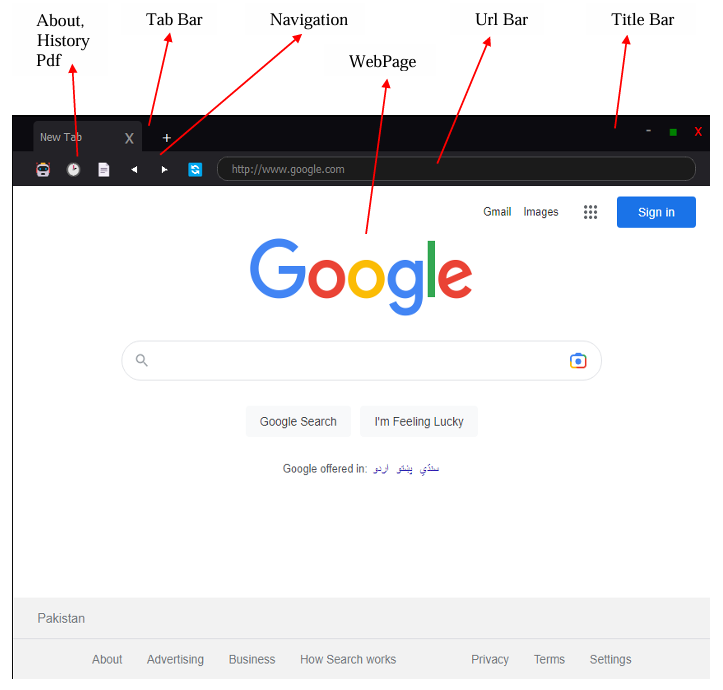 About,
History
Pdf
Tab Bar
Navigation
WebPage
Url Bar
Title Bar
New Tab X +
- X
http://www.google.com
Gmail Images
Sign in
Google
Google Search I'm Feeling Lucky
Google offered in: اردو پښتو سنڌي
Pakistan
About Advertising Business How Search works Privacy Terms Settings